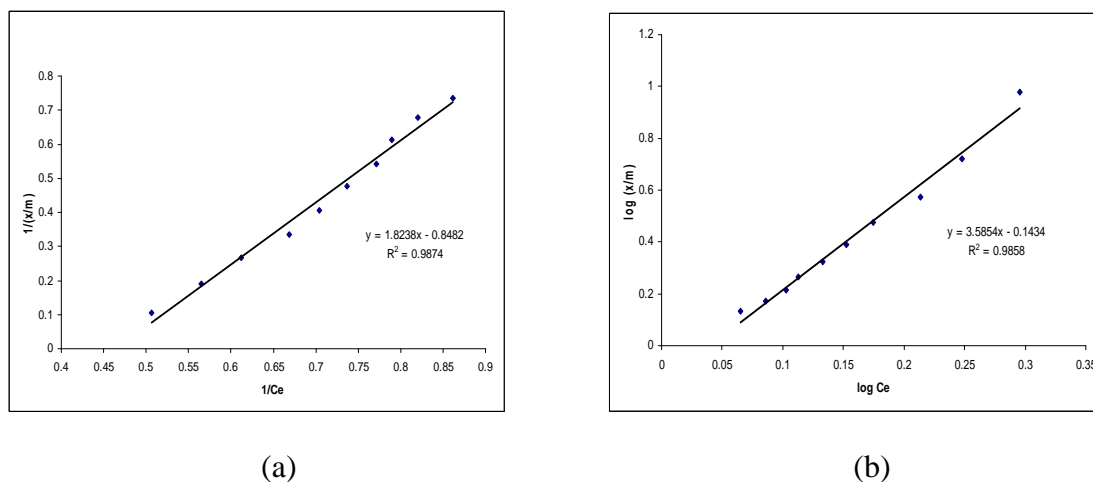 0.8
0.7
0.6
0.5
0.4
0.3
0.2
0.1
0
0.4 0.45 0.5 0.55 0.6 0.65 0.7 0.75 0.8 0.85 0.9
1/(x/m)
1/Ce
y = 1.8238x - 0.8482
R² = 0.9874
(a)
1.2
1
0.8
0.6
0.4
0.2
0
0 0.05 0.1 0.15 0.2 0.25 0.3 0.35
log (x/m)
log Ce
y = 3.5854x - 0.1434
R² = 0.9858
(b)